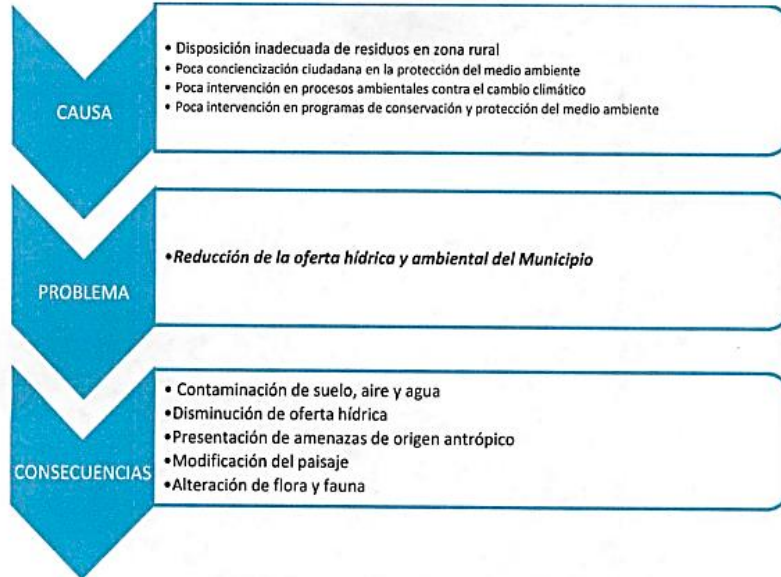 CAUSA
• Disposición inadecuada de residuos en zona rural
• Poca conciencización ciudadana en la protección del medio ambiente
• Poca intervención en procesos ambientales contra el cambio climático
• Poca intervención en programas de conservación y protección del medio ambiente
PROBLEMA
•Reducción de la oferta hídrica y ambiental del Municipio
CONSECUENCIAS
• Contaminación de suelo, aire y agua
•Disminución de oferta hídrica
•Presentación de amenazas de origen antrópico
•Modificación del paisaje
•Alteración de flora y fauna